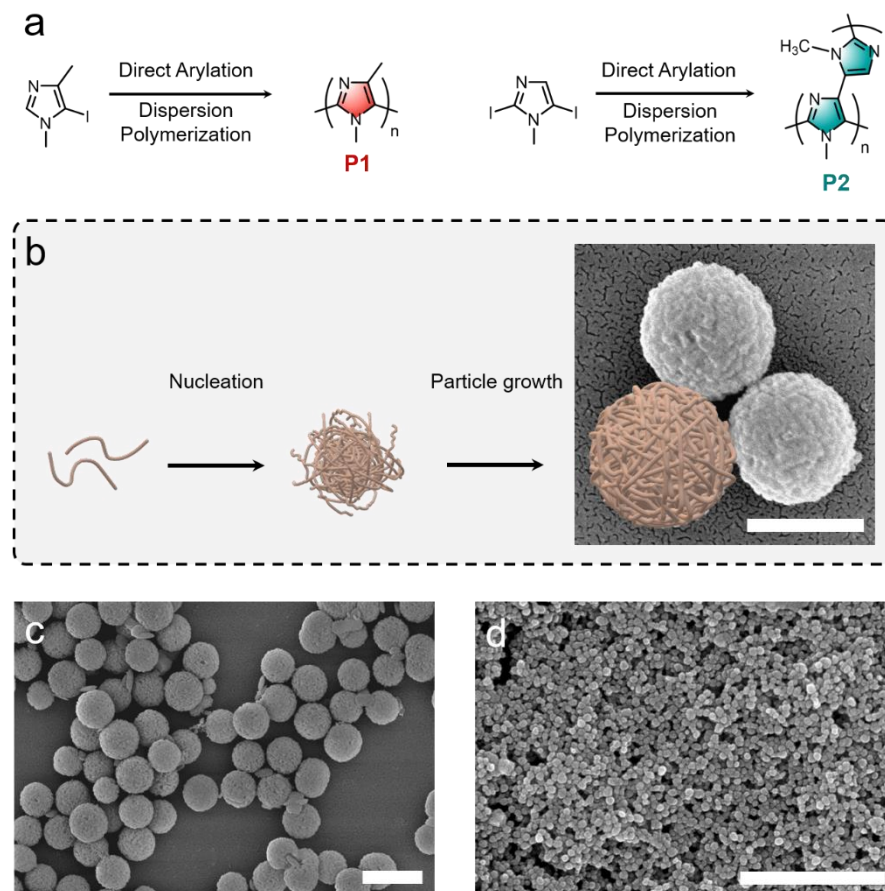 a
Direct Arylation
Dispersion
Polymerization
N
N
I
N
N
n
P1
Direct Arylation
Dispersion
Polymerization
I
N
N
I
H₃C
N
N
N
N
n
P2
b
Nucleation
Particle growth
c
d